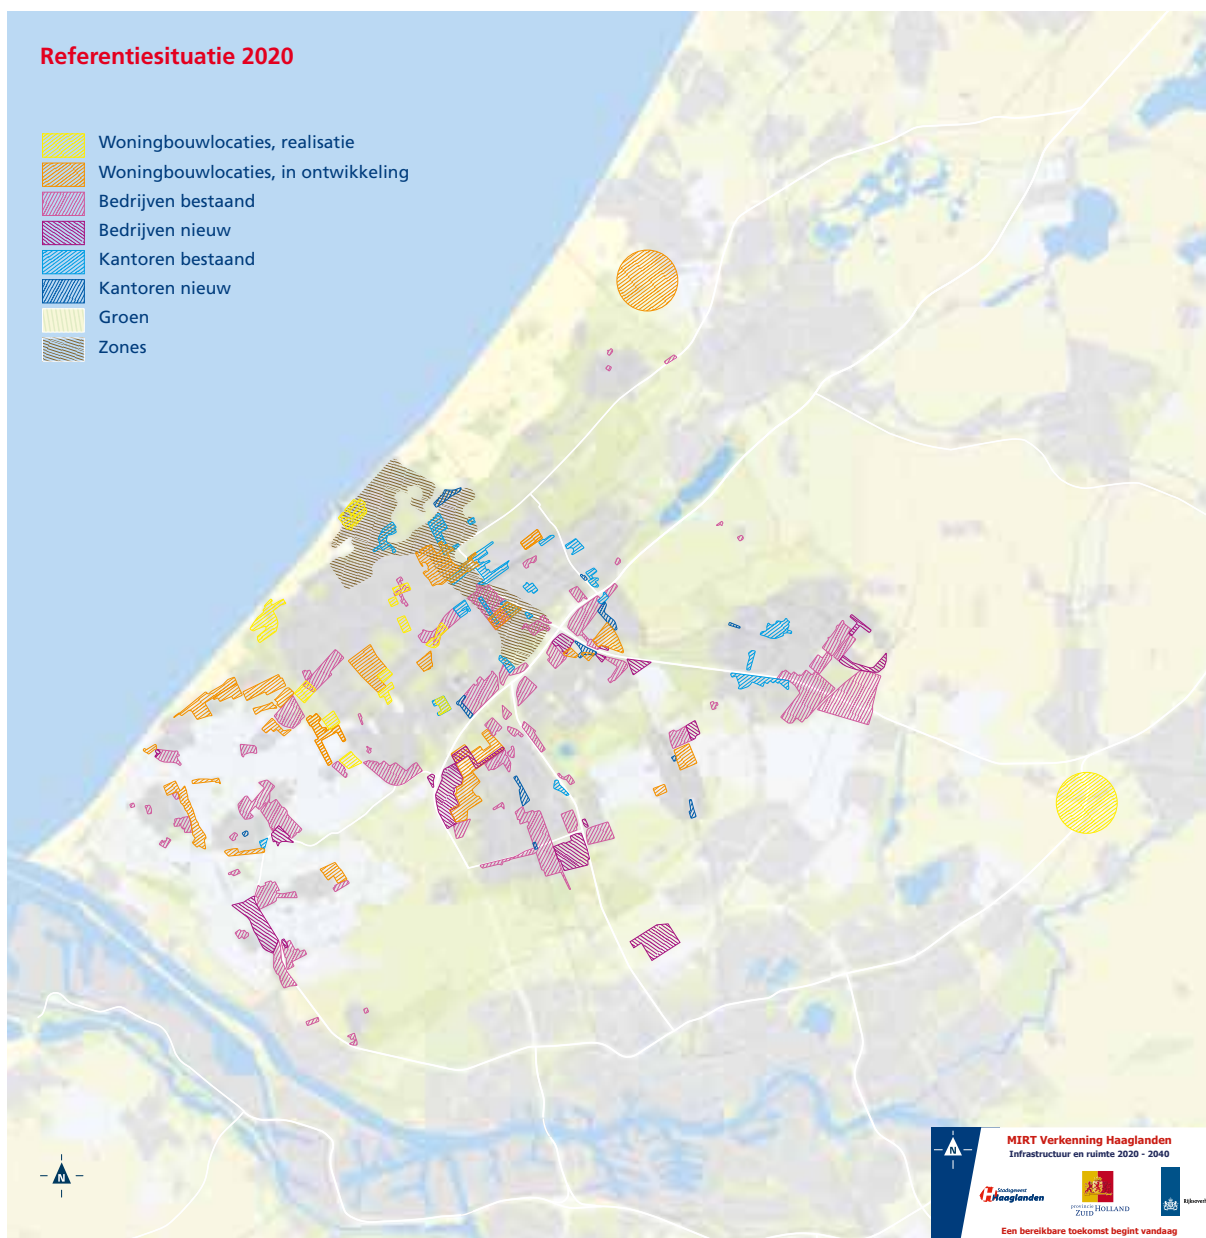 Referentiesituatie 2020
Woningbouwlocaties, realisatie
Woningbouwlocaties, in ontwikkeling
Bedrijven bestaand
Bedrijven nieuw
Kantoren bestaand
Kantoren nieuw
Groen
Zones
N
N
MIRT Verkenning Haaglanden
Infrastructuur en ruimte 2020 - 2040
Stadsgewest
Haaglanden
provincie
ZUID HOLLAND
Rijksoverh
Een bereikbare toekomst begint vandaag